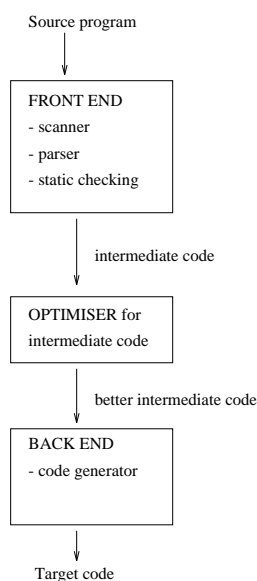 Source program
FRONT END
- scanner
- parser
- static checking
intermediate code
OPTIMISER for
intermediate code
better intermediate code
BACK END
- code generator
Target code